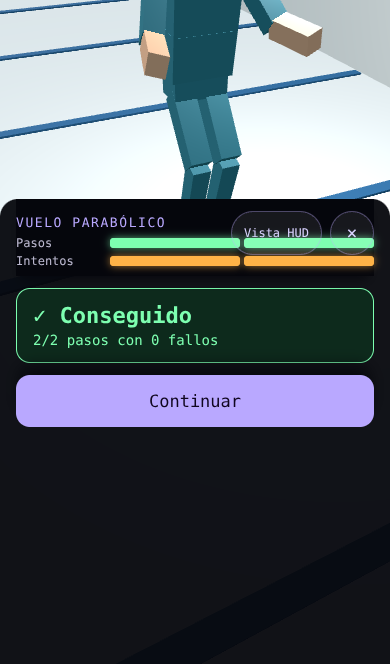 VUELO PARABÓLICO
Vista HUD ×
Pasos
Intentos
✓ Conseguido
2/2 pasos con 0 fallos
Continuar